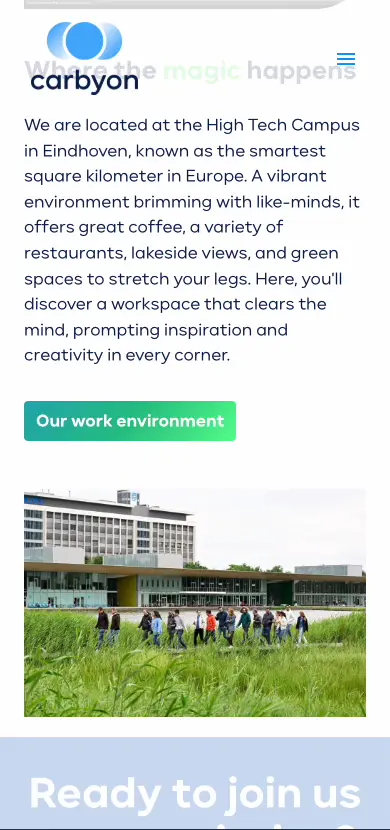 carbyon
Where the magic happens
We are located at the High Tech Campus
in Eindhoven, known as the smartest
square kilometer in Europe. A vibrant
environment brimming with like-minds, it
offers great coffee, a variety of
restaurants, lakeside views, and green
spaces to stretch your legs. Here, you'll
discover a workspace that clears the
mind, prompting inspiration and
creativity in every corner.
Our work environment
Ready to join us